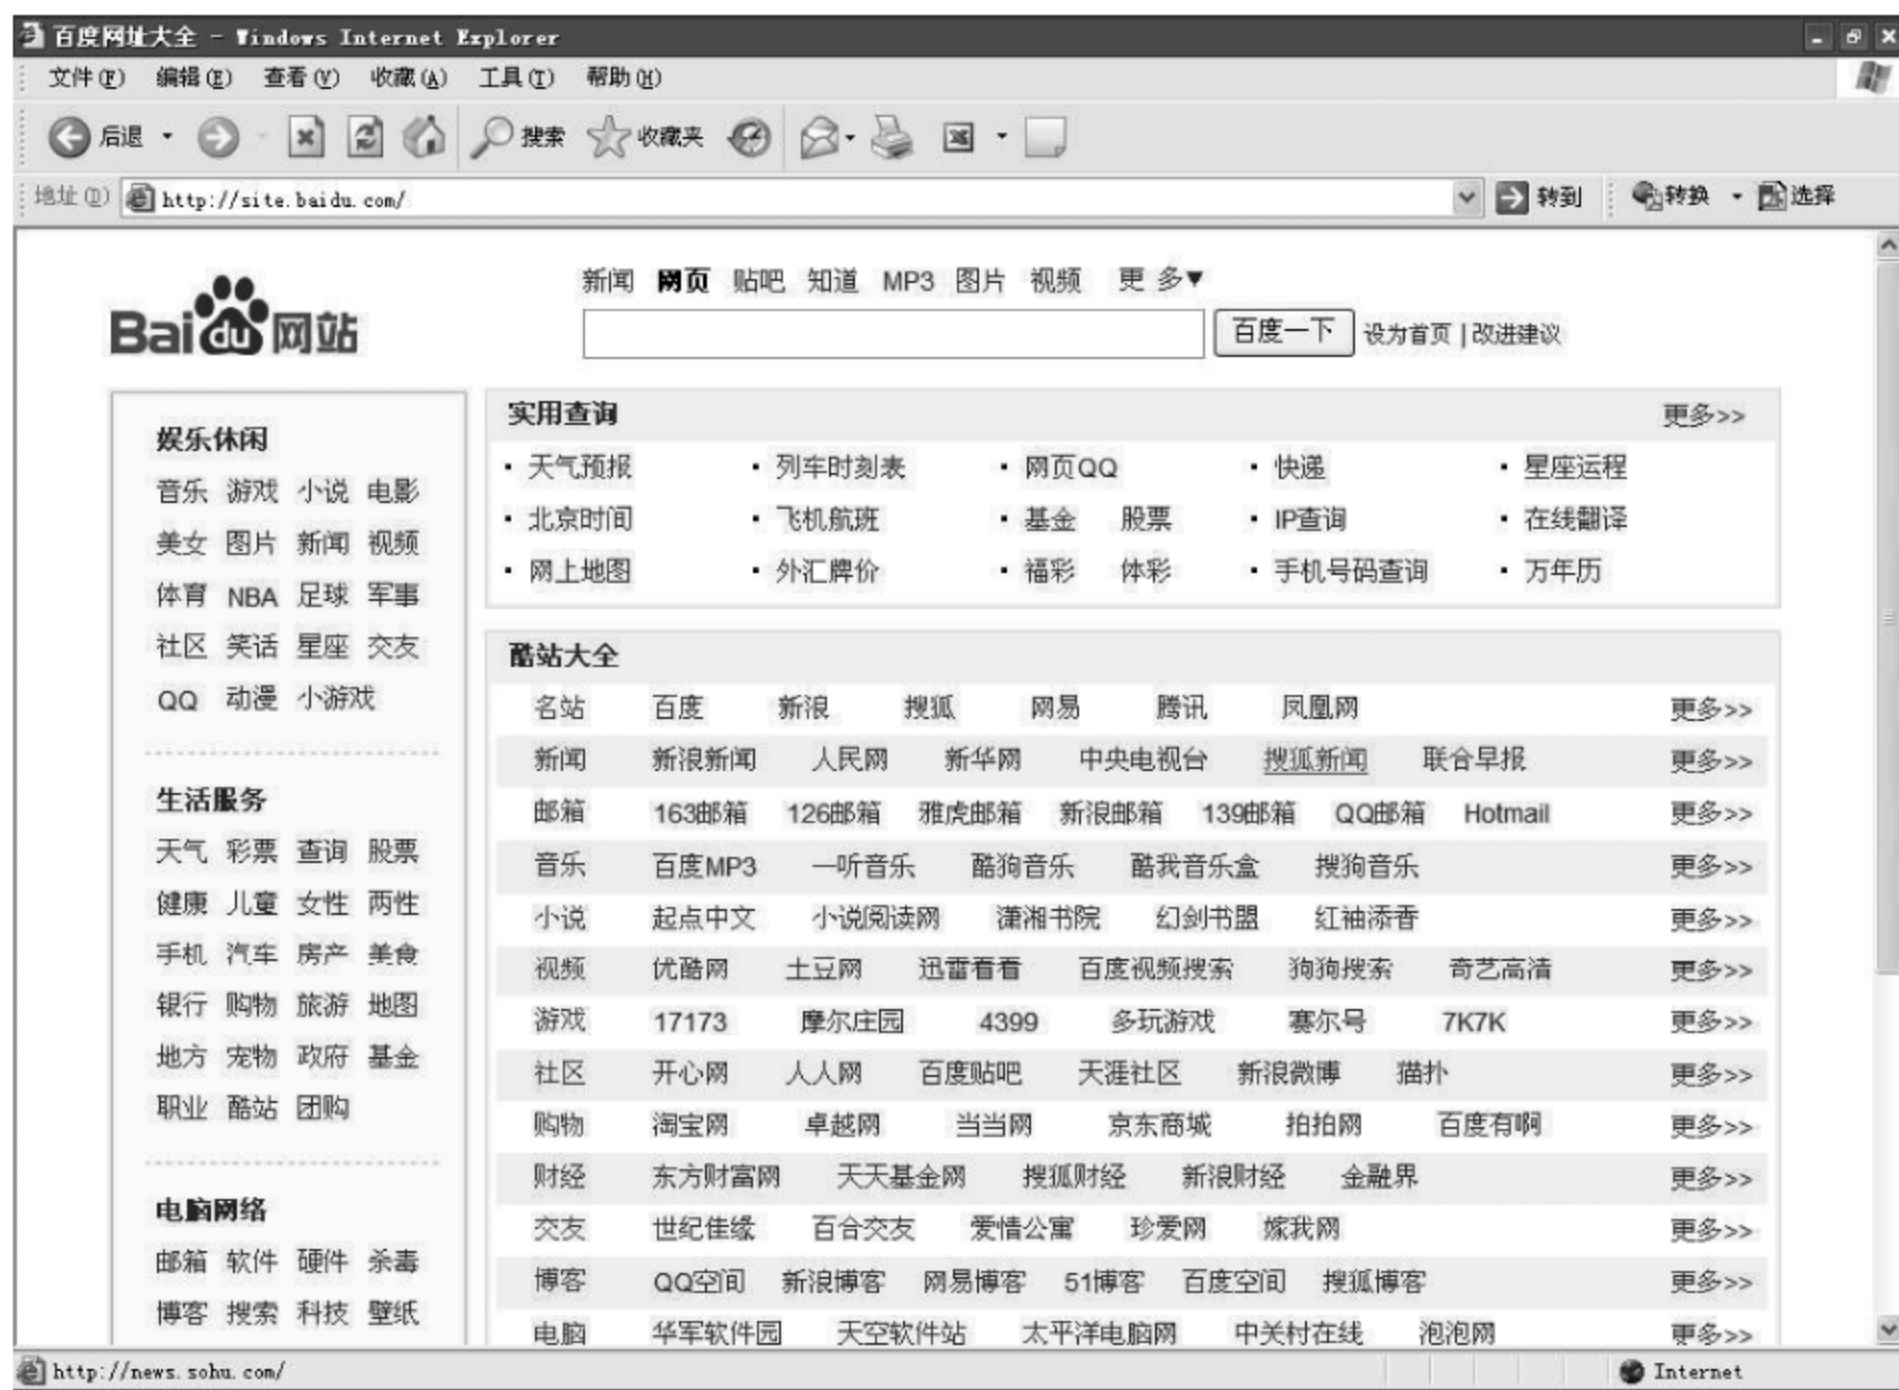 百度网址大全 - Windows Internet Explorer
文件(F) 编辑(E) 查看(V) 收藏(A) 工具(T) 帮助(H)
后退 搜索 收藏夹
地址(D) http://site.baidu.com/ 转到 转换 选择
新闻 网页 贴吧 知道 MP3 图片 视频 更多▼
Bai du 网站
百度一下 设为首页 | 改进建议
娱乐休闲
音乐 游戏 小说 电影
美女 图片 新闻 视频
体育 NBA 足球 军事
社区 笑话 星座 交友
QQ 动漫 小游戏
生活服务
天气 彩票 查询 股票
健康 儿童 女性 两性
手机 汽车 房产 美食
银行 购物 旅游 地图
地方 宠物 政府 基金
职业 酷站 团购
电脑网络
邮箱 软件 硬件 杀毒
博客 搜索 科技 壁纸
实用查询 更多>>
· 天气预报 · 列车时刻表 · 网页QQ · 快递 · 星座运程
· 北京时间 · 飞机航班 · 基金 股票 · IP查询 · 在线翻译
· 网上地图 · 外汇牌价 · 福彩 体彩 · 手机号码查询 · 万年历
酷站大全
名站 百度 新浪 搜狐 网易 腾讯 凤凰网 更多>>
新闻 新浪新闻 人民网 新华网 中央电视台 搜狐新闻 联合早报 更多>>
邮箱 163邮箱 126邮箱 雅虎邮箱 新浪邮箱 139邮箱 QQ邮箱 Hotmail 更多>>
音乐 百度MP3 一听音乐 酷狗音乐 酷我音乐盒 搜狗音乐 更多>>
小说 起点中文 小说阅读网 潇湘书院 幻剑书盟 红袖添香 更多>>
视频 优酷网 土豆网 迅雷看看 百度视频搜索 狗狗搜索 奇艺高清 更多>>
游戏 17173 摩尔庄园 4399 多玩游戏 赛尔号 7K7K 更多>>
社区 开心网 人人网 百度贴吧 天涯社区 新浪微博 猫扑 更多>>
购物 淘宝网 卓越网 当当网 京东商城 拍拍网 百度有啊 更多>>
财经 东方财富网 天天基金网 搜狐财经 新浪财经 金融界 更多>>
交友 世纪佳缘 百合交友 爱情公寓 珍爱网 嫁我网 更多>>
博客 QQ空间 新浪博客 网易博客 51博客 百度空间 搜狐博客 更多>>
电脑 华军软件园 天空软件站 太平洋电脑网 中关村在线 泡泡网 更多>>
http://news.sohu.com/ Internet